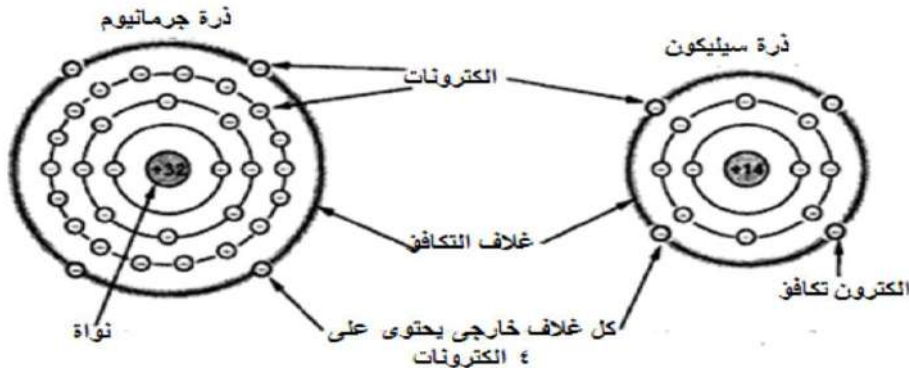 ذرة جرمانيوم
ذرة سيليكون
الكترونات
+32
+14
غلاف التكافؤ
الكترون تكافؤ
نواة
كل غلاف خارجى يحتوى على
٤ الكترونات